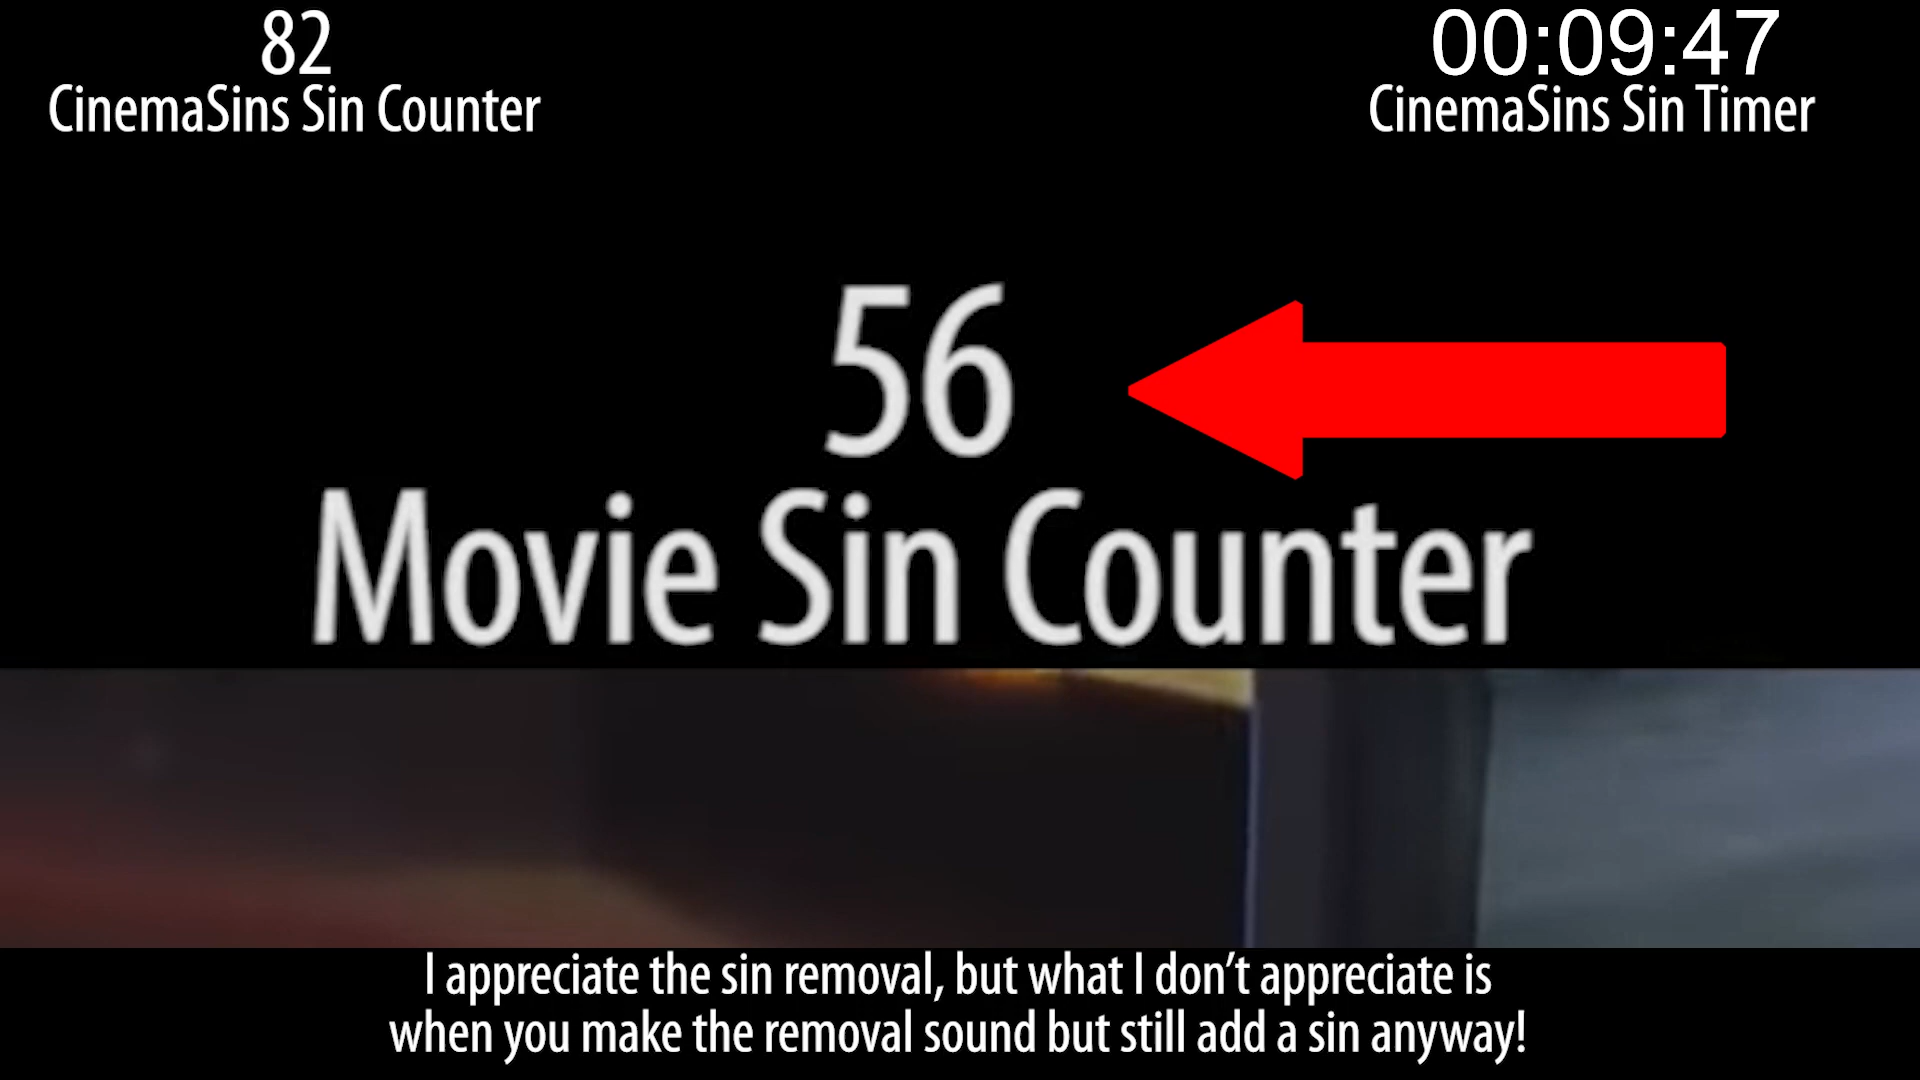 82
CinemaSins Sin Counter
00:09:47
CinemaSins Sin Timer
56
Movie Sin Counter
I appreciate the sin removal, but what I don’t appreciate is
when you make the removal sound but still add a sin anyway!